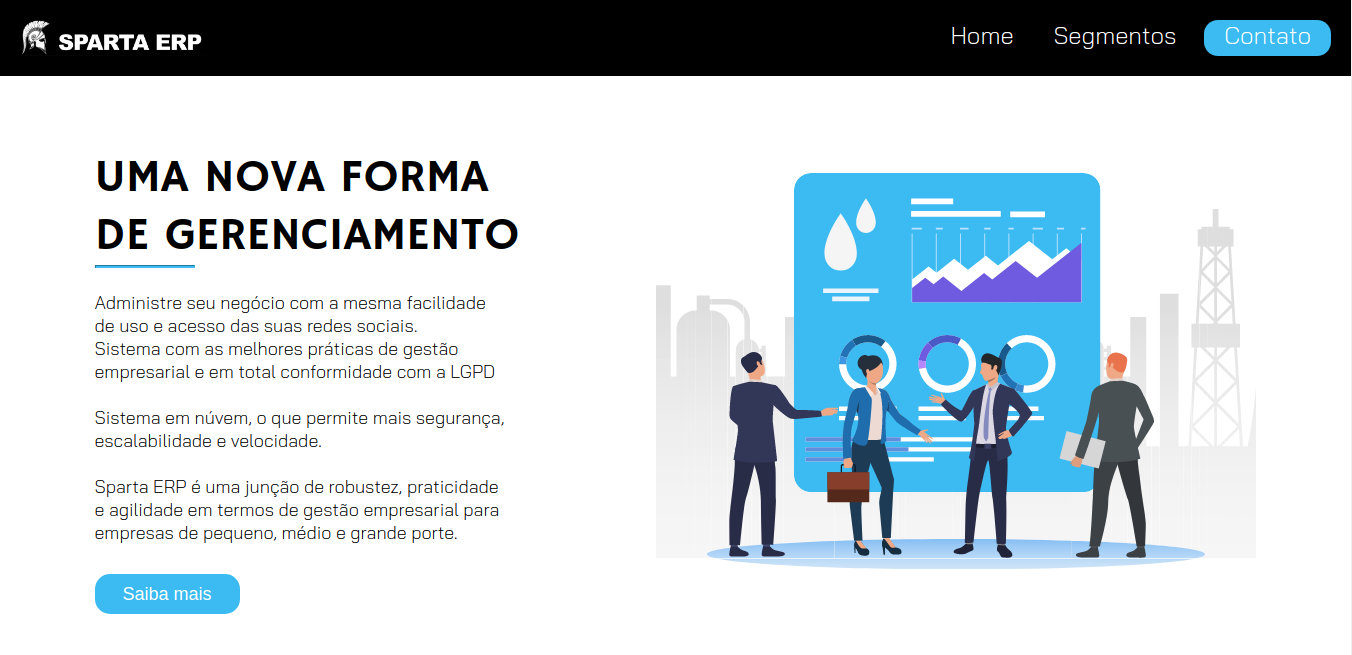 SPARTA ERP
Home
Segmentos
Contato
UMA NOVA FORMA
DE GERENCIAMENTO
Administre seu negócio com a mesma facilidade
de uso e acesso das suas redes sociais.
Sistema com as melhores práticas de gestão
empresarial e em total conformidade com a LGPD
Sistema em núvem, o que permite mais segurança,
escalabilidade e velocidade.
Sparta ERP é uma junção de robustez, praticidade
e agilidade em termos de gestão empresarial para
empresas de pequeno, médio e grande porte.
Saiba mais